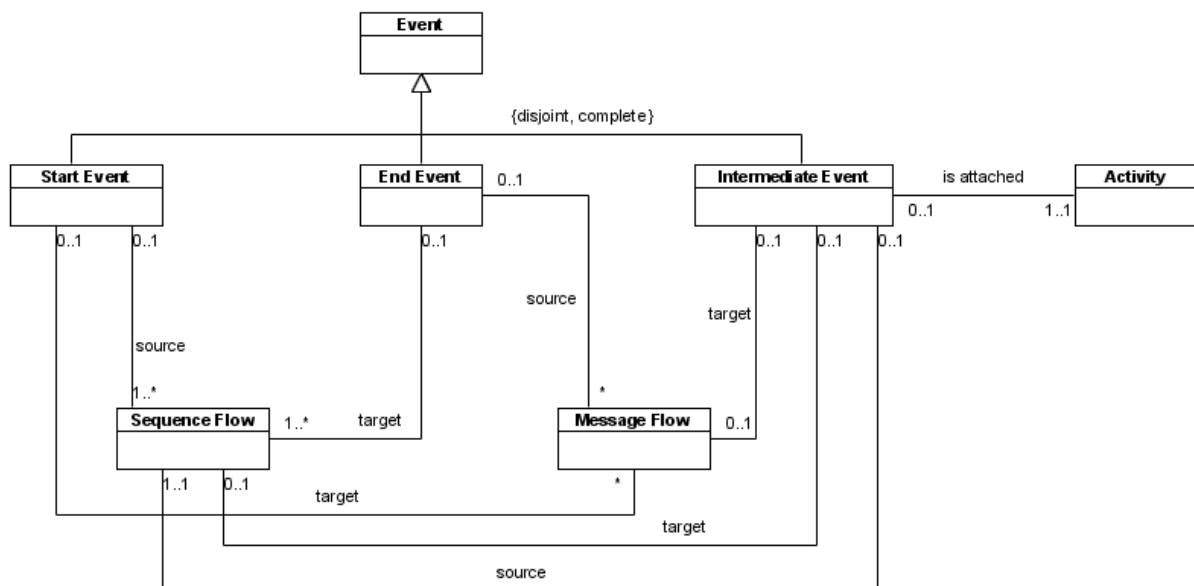 Event
{disjoint, complete}
Start Event
End Event
0..1
Intermediate Event
is attached
Activity
0..1
1..1
0..1
0..1
0..1
0..1
0..1
0..1
source
target
source
1..*
*
Sequence Flow
1..*
target
Message Flow
0..1
1..1
0..1
*
target
target
source